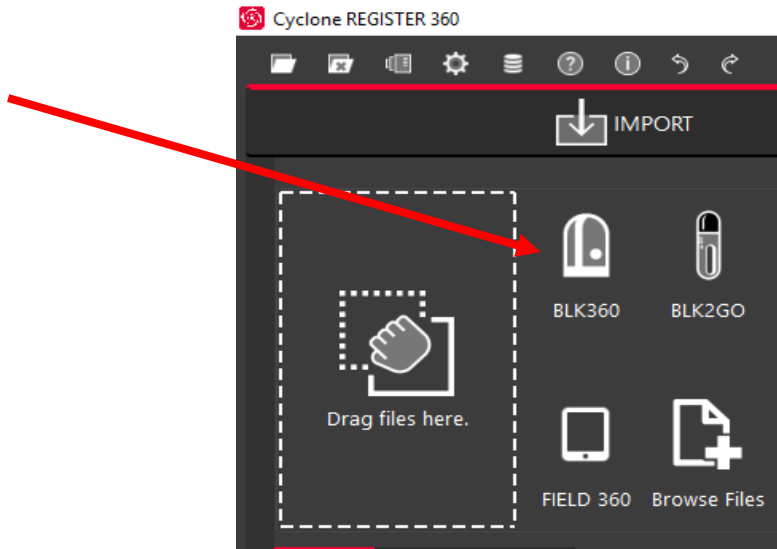 Cyclone REGISTER 360
IMPORT
BLK360 BLK2GO
Drag files here.
FIELD 360 Browse Files